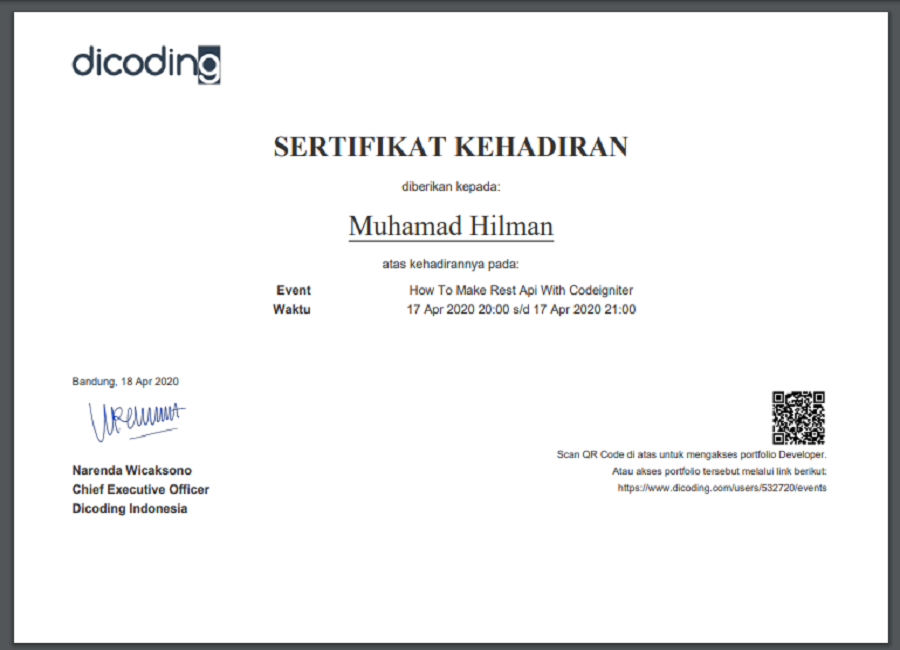 dicoding
SERTIFIKAT KEHADIRAN
diberikan kepada:
Muhamad Hilman
atas kehadirannya pada:
Event How To Make Rest Api With Codeigniter
Waktu 17 Apr 2020 20:00 s/d 17 Apr 2020 21:00
Bandung, 18 Apr 2020
Narenda Wicaksono
Chief Executive Officer
Dicoding Indonesia
Scan QR Code di atas untuk mengakses portfolio Developer.
Atau akses portfolio tersebut melalui link berikut:
https://www.dicoding.com/users/532720/events